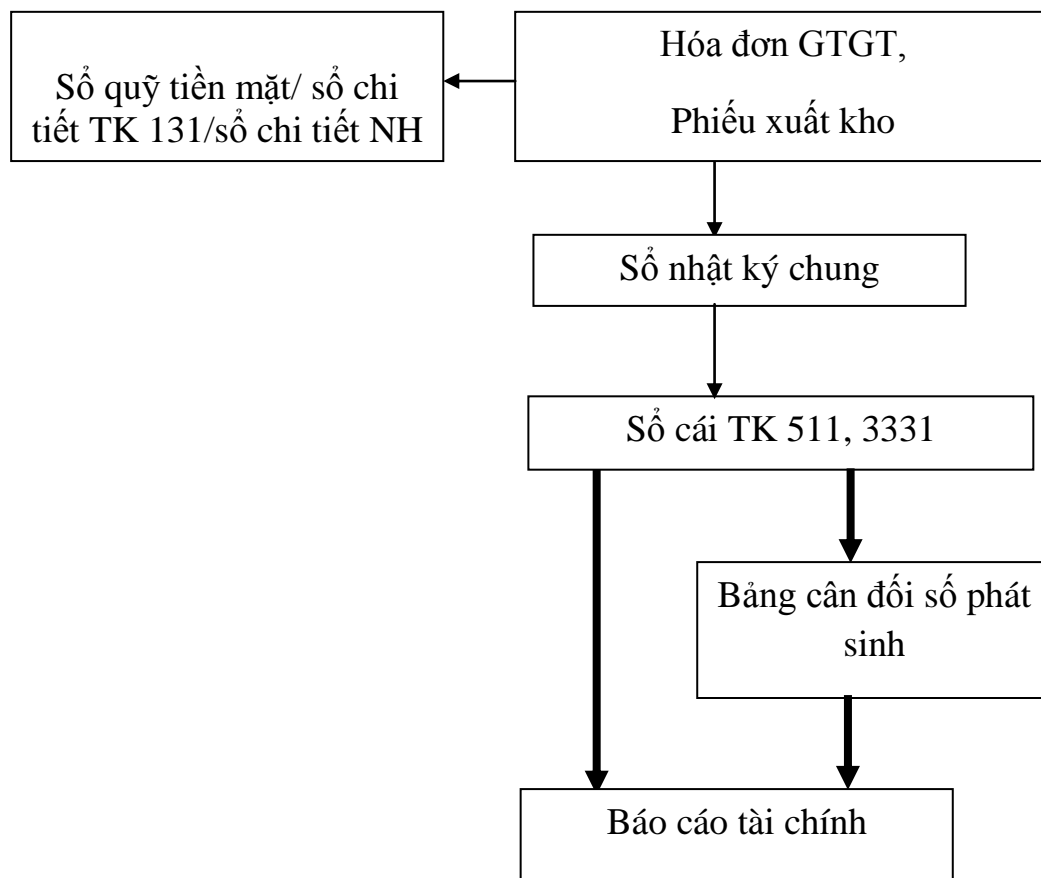 Hóa đơn GTGT,
Phiếu xuất kho
Sổ quỹ tiền mặt/ sổ chi
tiết TK 131/sổ chi tiết NH
Sổ nhật ký chung
Sổ cái TK 511, 3331
Bảng cân đối số phát
sinh
Báo cáo tài chính